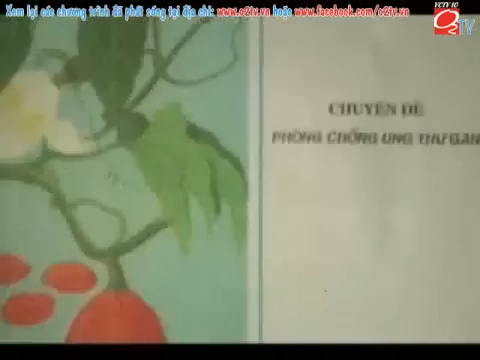 Xem lại các chương trình đã phát sóng tại địa chỉ: www.o2tv.vn hoặc www.facebook.com/o2tv.vn
VCTV 10
O2TV
CHUYÊN ĐỀ
PHÒNG CHỐNG UNG THƯ GAN